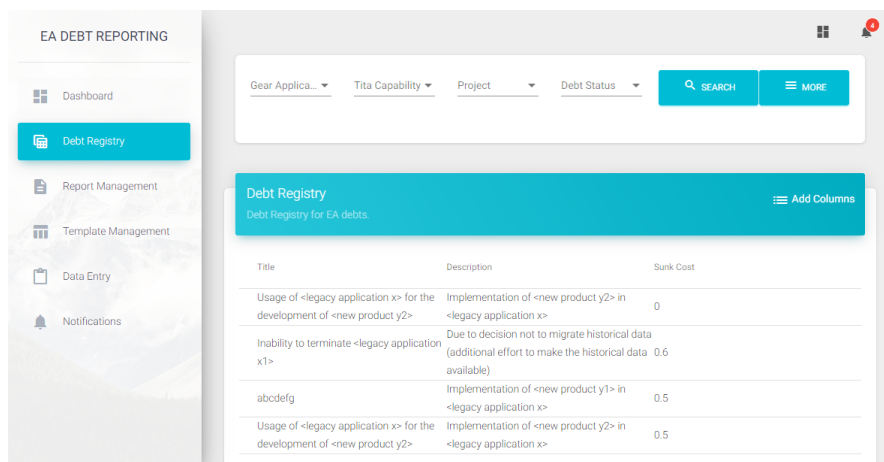 EA DEBT REPORTING
4
Dashboard
Debt Registry
Report Management
Template Management
Data Entry
Notifications
Gear Applica...
Tita Capability
Project
Debt Status
SEARCH
MORE
Debt Registry
Debt Registry for EA debts.
Add Columns
Title
Description
Sunk Cost
Usage of <legacy application x> for the
development of <new product y2>
Implementation of <new product y2> in
<legacy application x>
0
Inability to terminate <legacy application
x1>
Due to decision not to migrate historical data
(additional effort to make the historical data
available)
0.6
abcdefg
Implementation of <new product y1> in
<legacy application x>
0.5
Usage of <legacy application x> for the
development of <new product y2>
Implementation of <new product y2> in
<legacy application x>
0.5